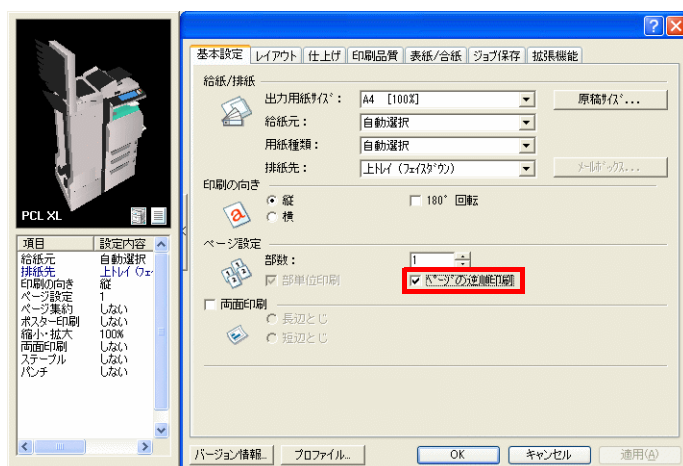 基本設定 レイアウト 仕上げ 印刷品質 表紙/合紙 ジョブ保存 拡張機能
給紙/排紙
出力用紙サイズ: A4 [100%] 原稿サイズ...
給紙元: 自動選択
用紙種類: 自動選択
排紙先: 上トレイ (フェイスダウン) メールボックス...
印刷の向き
縦 180° 回転
横
ページ設定
部数: 1
部単位印刷 ページの逆順印刷
両面印刷
長辺とじ
短辺とじ
PCL XL
項目 設定内容
給紙元 自動選択
排紙先 上トレイ (フェ
印刷の向き 縦
ページ設定 1
ページ集約 しない
ポスター印刷 しない
縮小・拡大 100%
両面印刷 しない
ステープル しない
パンチ しない
バージョン情報... プロファイル... OK キャンセル 適用(A)